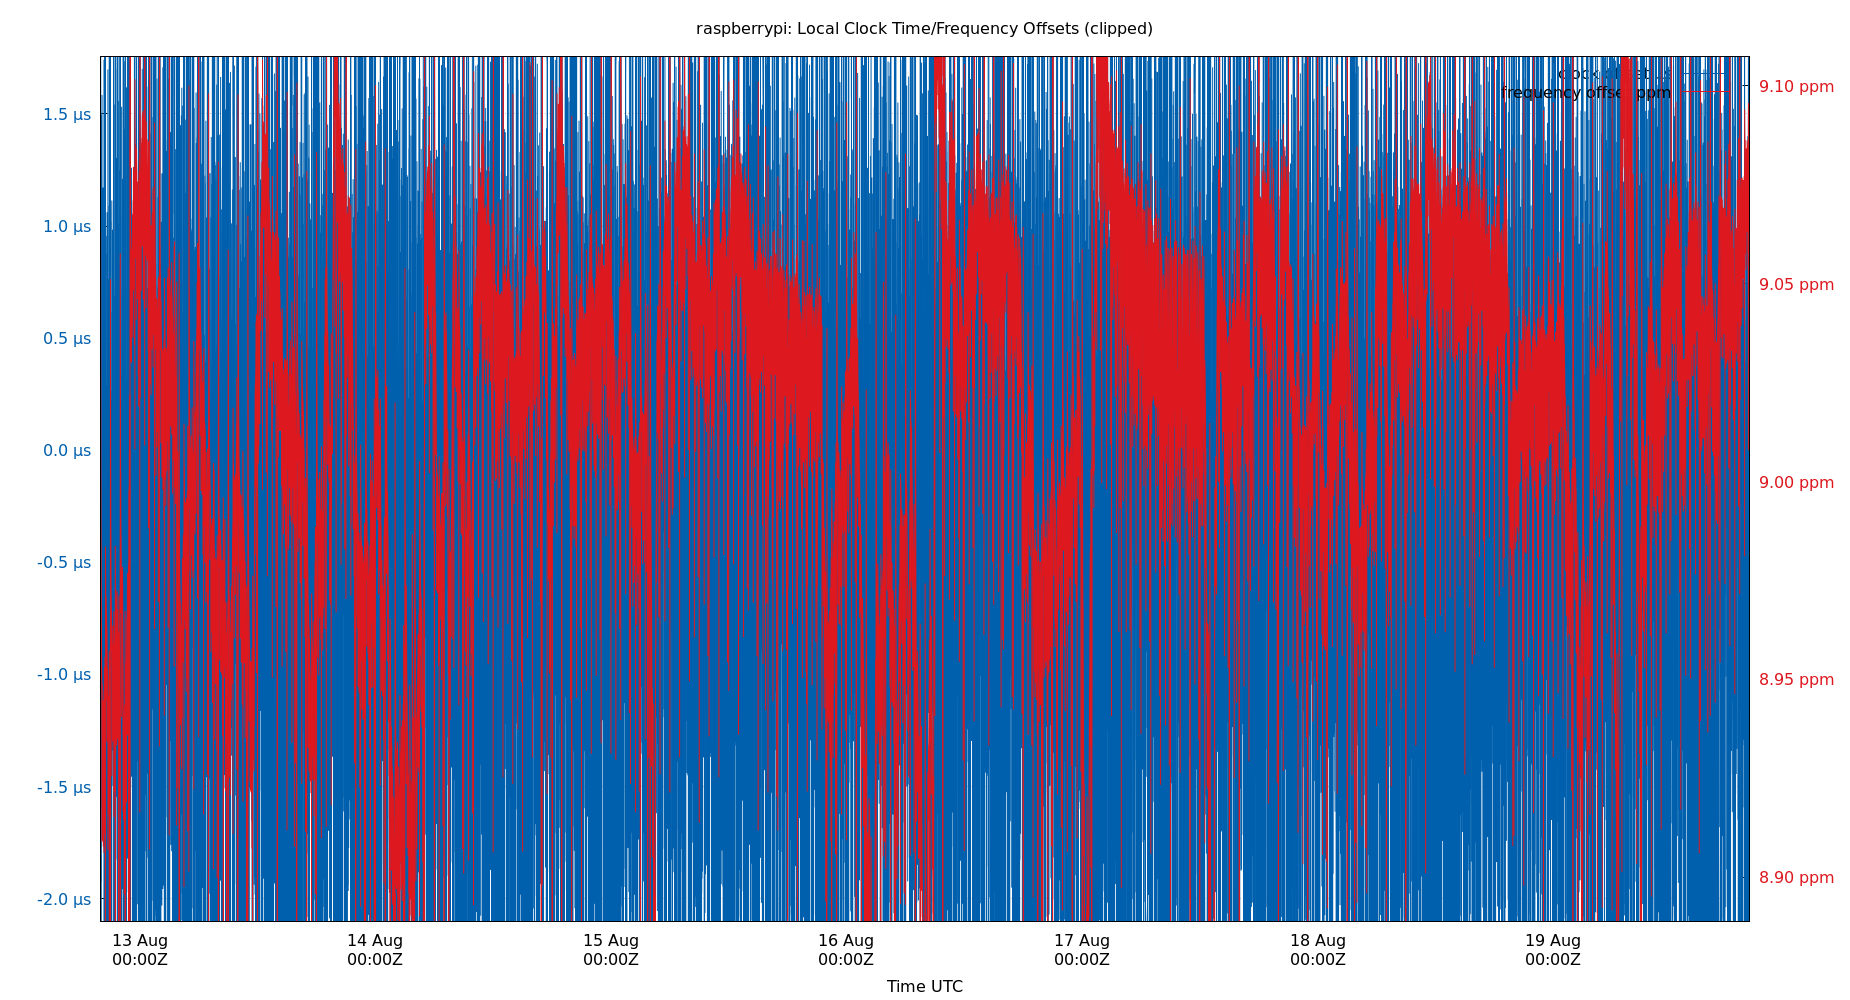 raspberrypi: Local Clock Time/Frequency Offsets (clipped)
frequency offset ppm
1.5 µs
1.0 µs
0.5 µs
0.0 µs
-0.5 µs
-1.0 µs
-1.5 µs
-2.0 µs
9.10 ppm
9.05 ppm
9.00 ppm
8.95 ppm
8.90 ppm
13 Aug 14 Aug 15 Aug 16 Aug 17 Aug 18 Aug 19 Aug
00:00Z 00:00Z 00:00Z 00:00Z 00:00Z 00:00Z 00:00Z
Time UTC